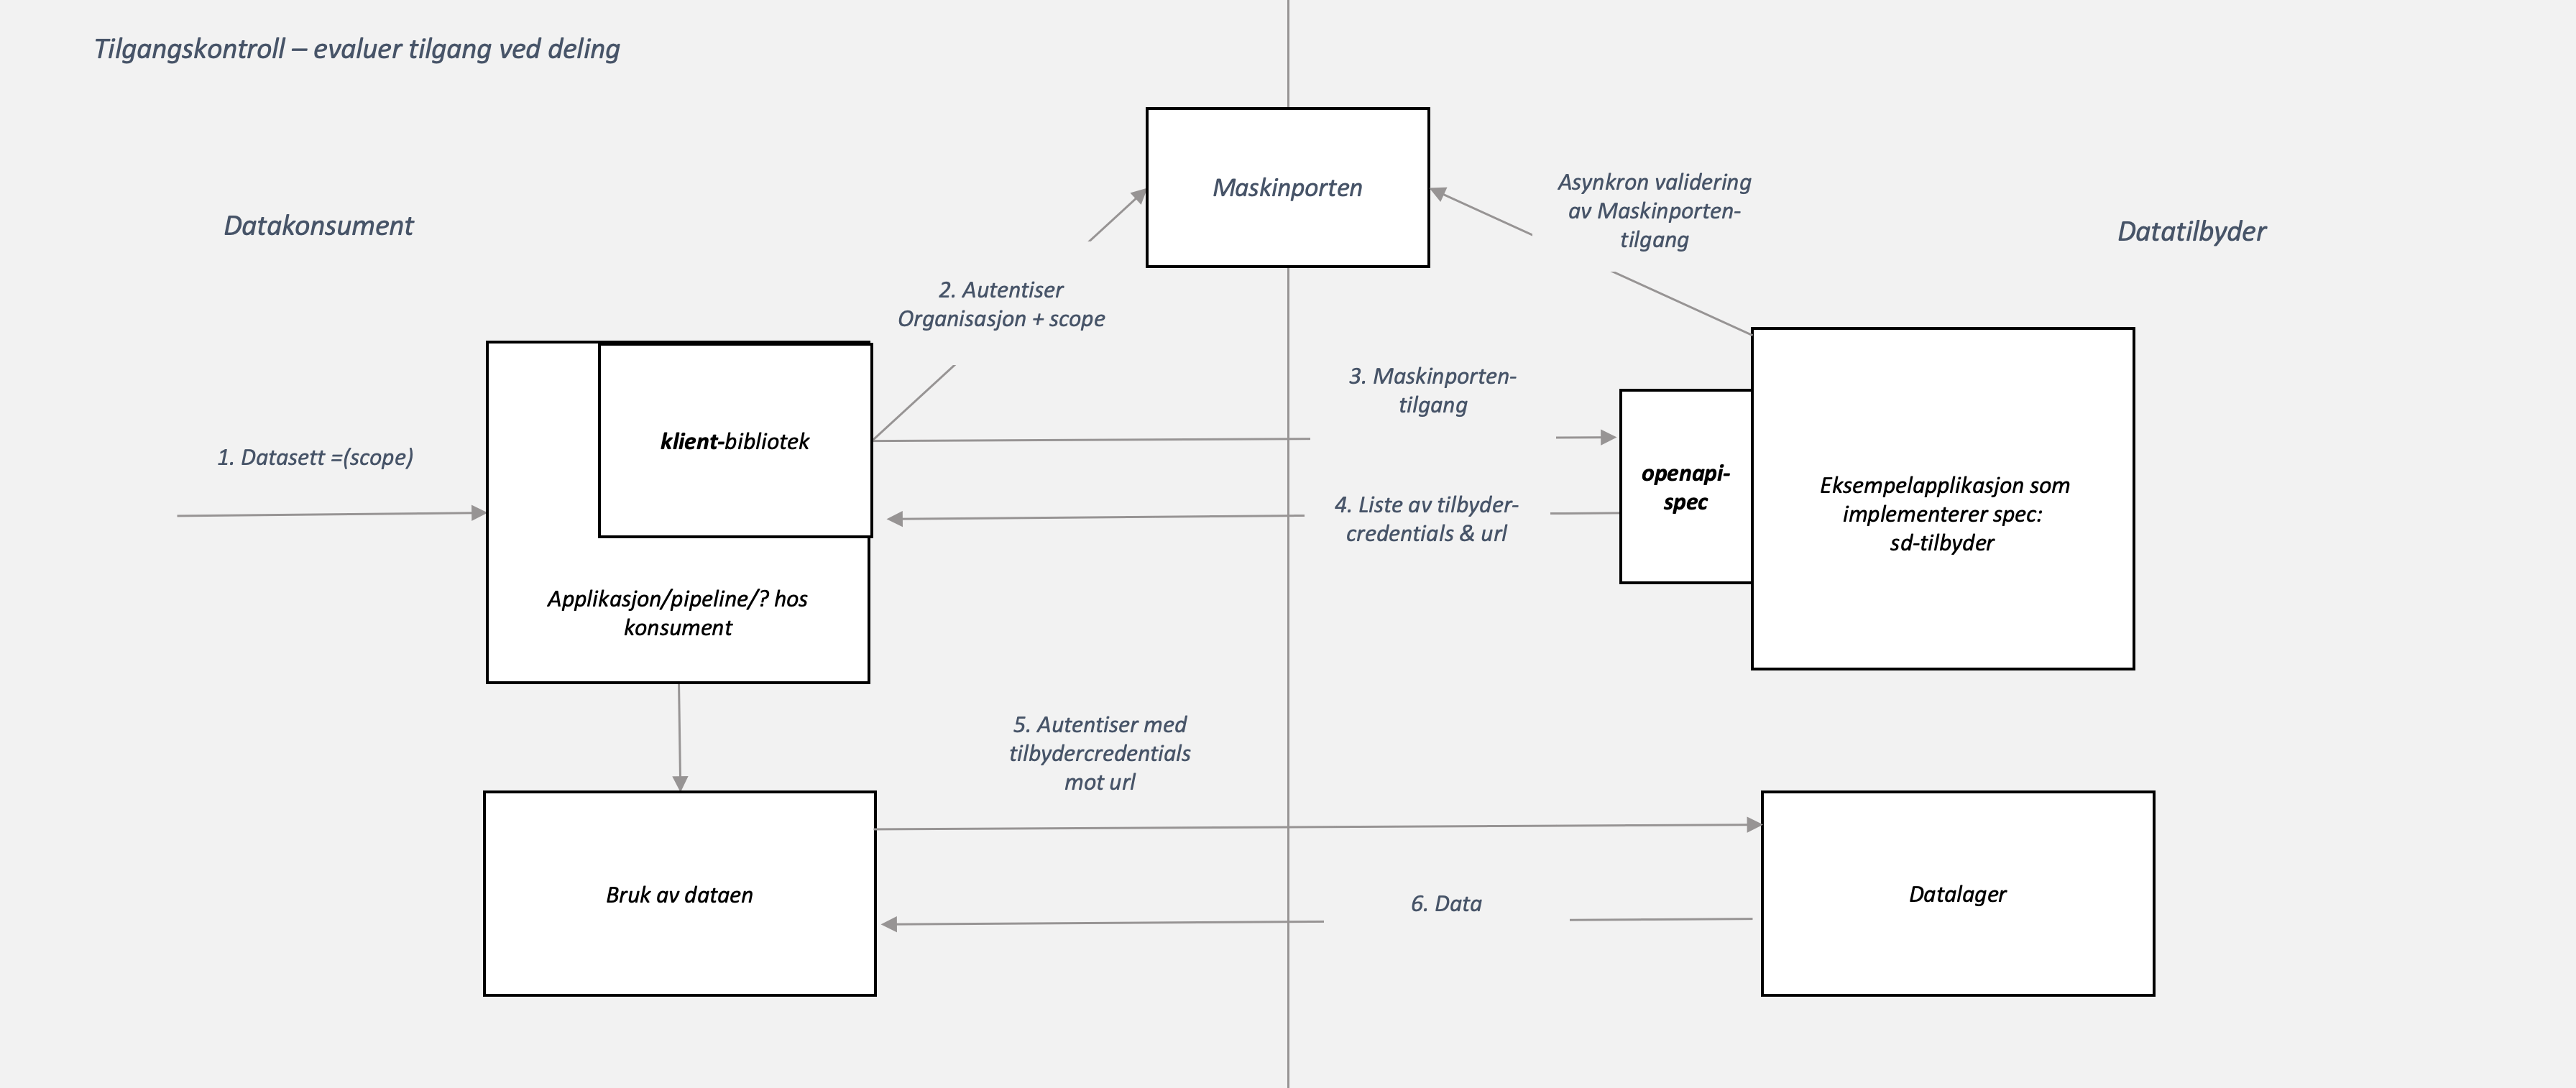 Tilgangskontroll – evaluer tilgang ved deling
Maskinporten
Asynkron validering
av Maskinporten-
tilgang
Datakonsument
Datatilbyder
2. Autentiser
Organisasjon + scope
3. Maskinporten-
tilgang
klient-bibliotek
1. Datasett =(scope)
openapi-
spec
Eksempelapplikasjon som
implementerer spec:
sd-tilbyder
4. Liste av tilbyder-
credentials & url
Applikasjon/pipeline/? hos
konsument
5. Autentiser med
tilbydercredentials
mot url
Bruk av dataen
6. Data
Datalager